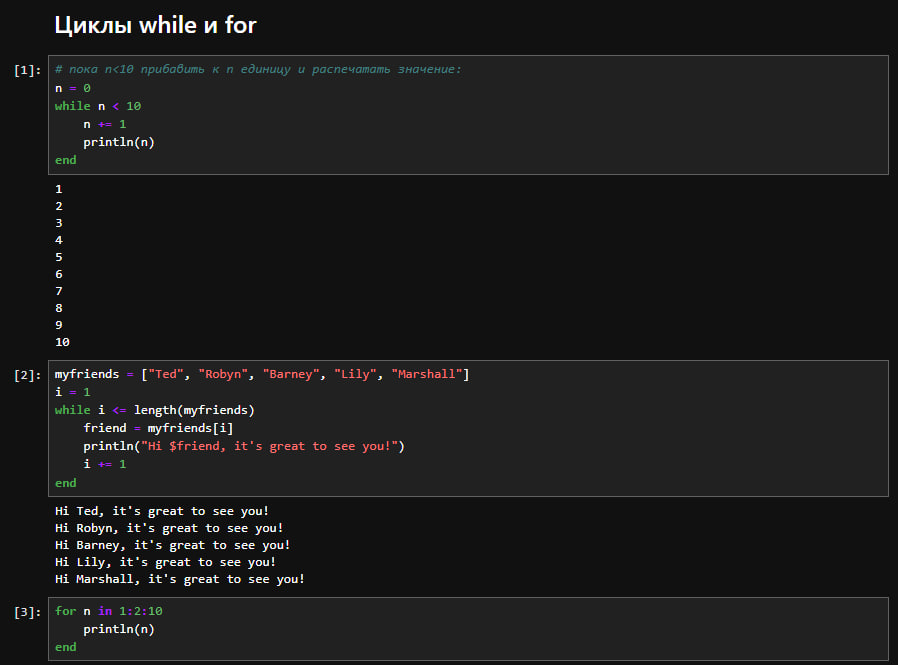 Циклы while и for
[1]:
# пока n<10 прибавить к n единицу и распечатать значение:
n = 0
while n < 10
    n += 1
    println(n)
end
1
2
3
4
5
6
7
8
9
10
[2]:
myfriends = ["Ted", "Robyn", "Barney", "Lily", "Marshall"]
i = 1
while i <= length(myfriends)
    friend = myfriends[i]
    println("Hi $friend, it's great to see you!")
    i += 1
end
Hi Ted, it's great to see you!
Hi Robyn, it's great to see you!
Hi Barney, it's great to see you!
Hi Lily, it's great to see you!
Hi Marshall, it's great to see you!
[3]:
for n in 1:2:10
    println(n)
end